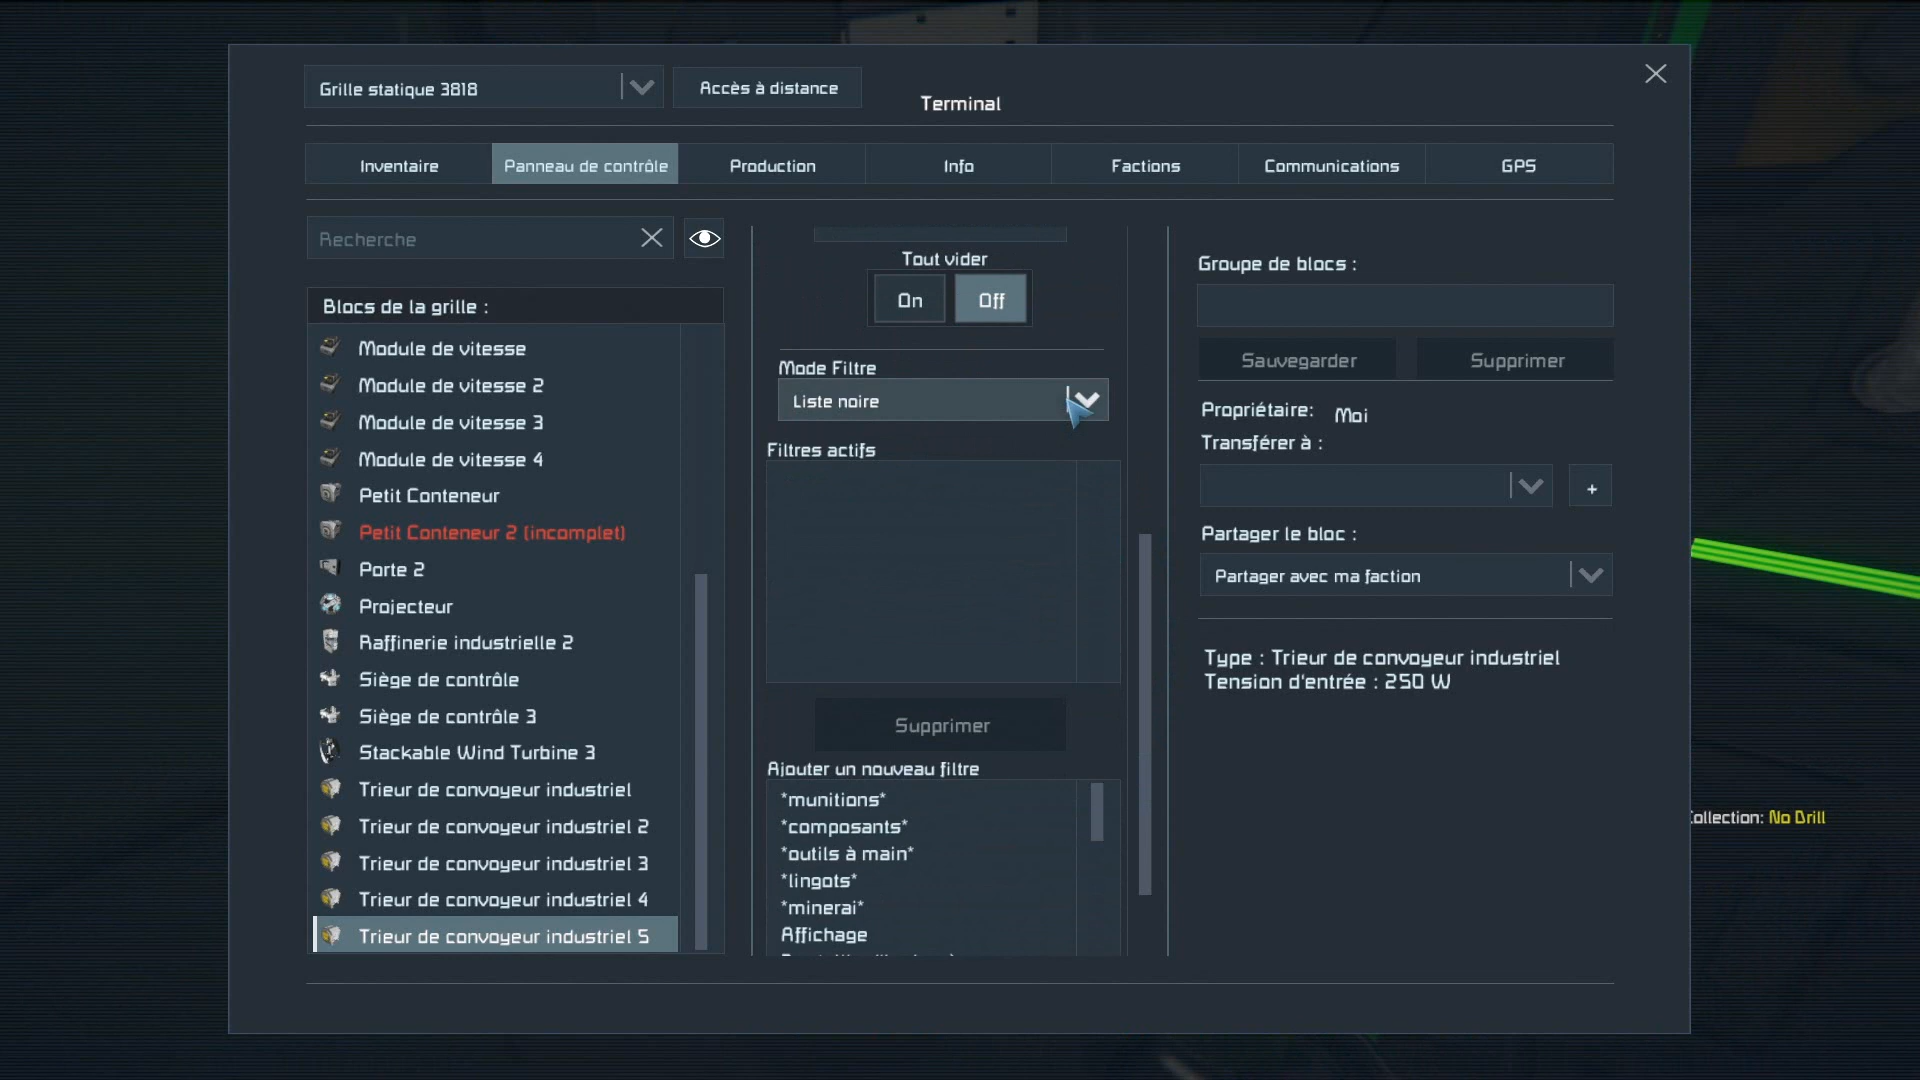 Grille statique 3818
Accès à distance
Terminal
Inventaire
Panneau de contrôle
Production
Info
Factions
Communications
GPS
Recherche
Blocs de la grille :
Module de vitesse
Module de vitesse 2
Module de vitesse 3
Module de vitesse 4
Petit Conteneur
Petit Conteneur 2 (incomplet)
Porte 2
Projecteur
Raffinerie industrielle 2
Siège de contrôle
Siège de contrôle 3
Stackable Wind Turbine 3
Trieur de convoyeur industriel
Trieur de convoyeur industriel 2
Trieur de convoyeur industriel 3
Trieur de convoyeur industriel 4
Trieur de convoyeur industriel 5
Tout vider
On
Off
Mode Filtre
Liste noire
Filtres actifs
Supprimer
Ajouter un nouveau filtre
*munitions*
*composants*
*outils à main*
*lingots*
*minerai*
Affichage
Groupe de blocs :
Sauvegarder
Supprimer
Propriétaire: Moi
Transférer à :
+
Partager le bloc :
Partager avec ma faction
Type : Trieur de convoyeur industriel
Tension d'entrée : 250 W
Collection: No Drill